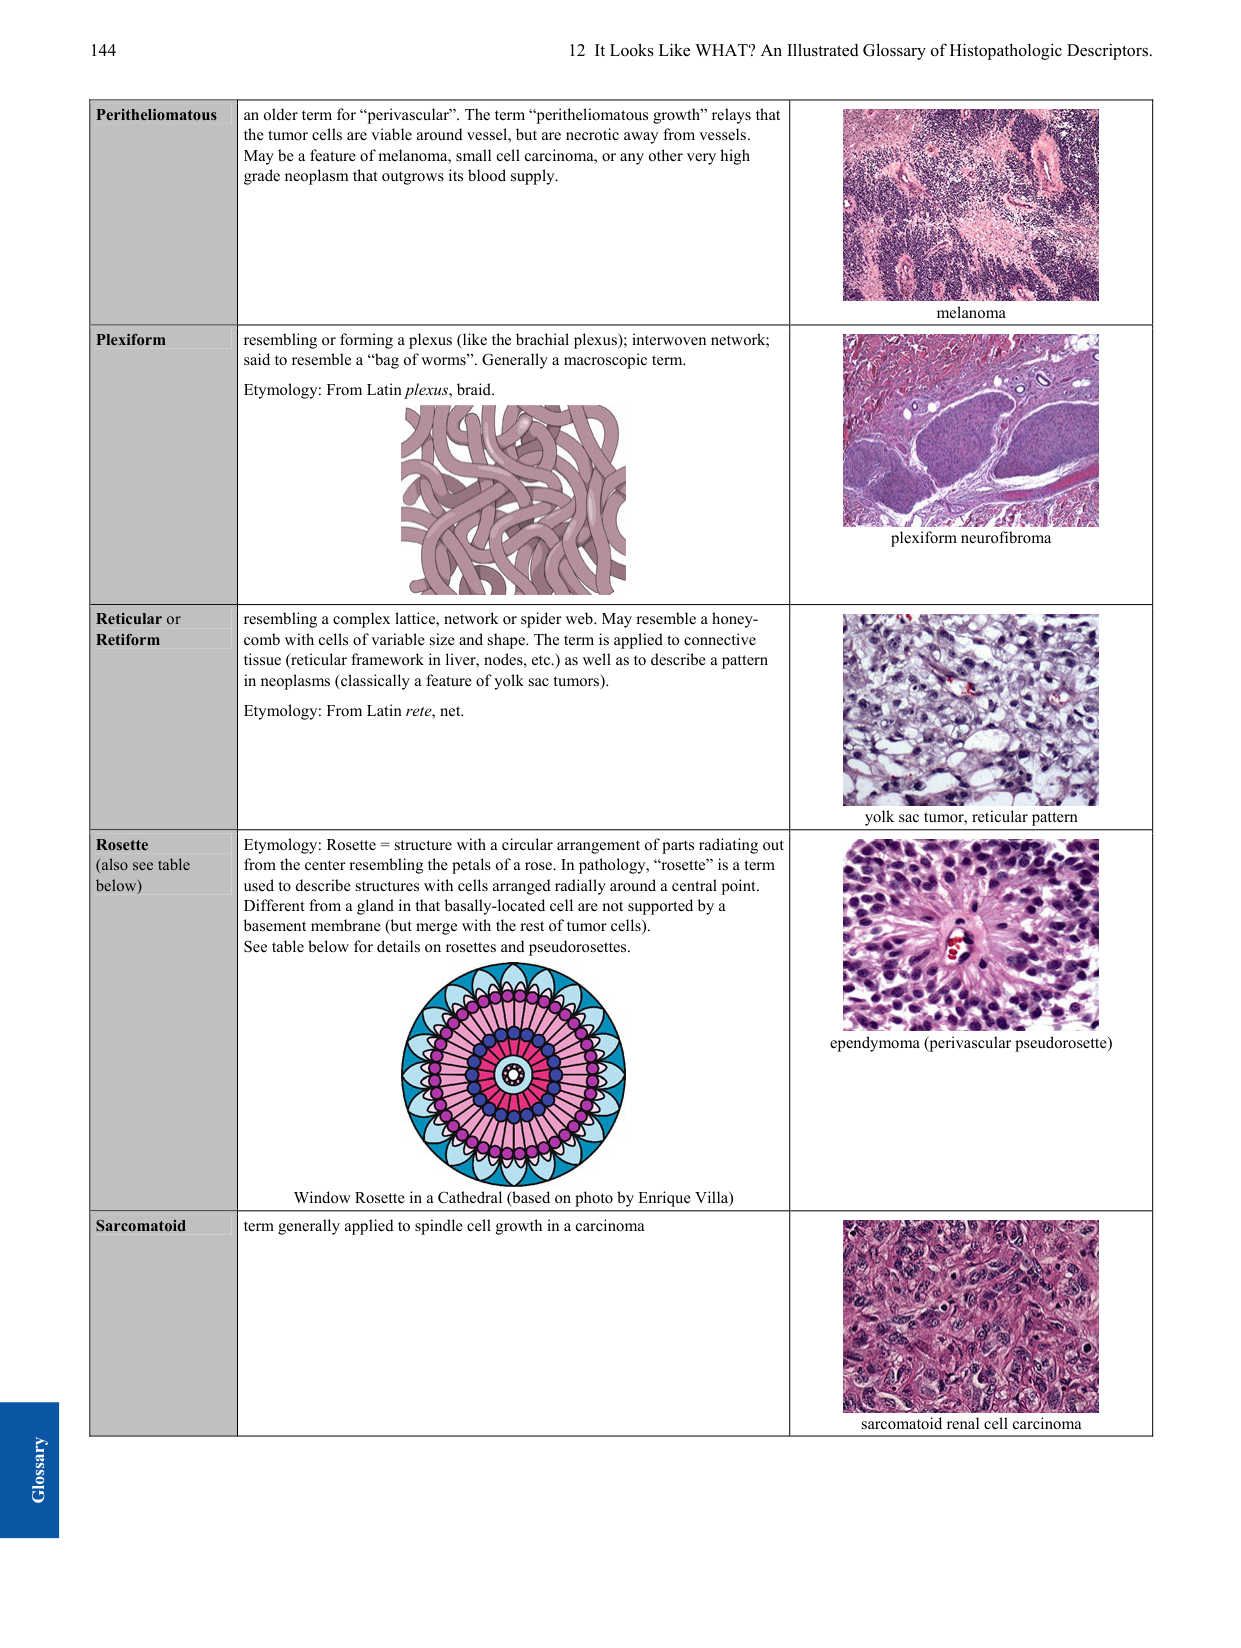 144
12 It Looks Like WHAT? An Illustrated Glossary of Histopathologic Descriptors.
Peritheliomatous
an older term for “perivascular”. The term “peritheliomatous growth” relays that
the tumor cells are viable around vessel, but are necrotic away from vessels.
May be a feature of melanoma, small cell carcinoma, or any other very high
grade neoplasm that outgrows its blood supply.
melanoma
Plexiform
resembling or forming a plexus (like the brachial plexus); interwoven network;
said to resemble a “bag of worms”. Generally a macroscopic term.
Etymology: From Latin plexus, braid.
plexiform neurofibroma
Reticular or
Retiform
resembling a complex lattice, network or spider web. May resemble a honey-
comb with cells of variable size and shape. The term is applied to connective
tissue (reticular framework in liver, nodes, etc.) as well as to describe a pattern
in neoplasms (classically a feature of yolk sac tumors).
Etymology: From Latin rete, net.
yolk sac tumor, reticular pattern
Rosette
(also see table
below)
Etymology: Rosette = structure with a circular arrangement of parts radiating out
from the center resembling the petals of a rose. In pathology, “rosette” is a term
used to describe structures with cells arranged radially around a central point.
Different from a gland in that basally-located cell are not supported by a
basement membrane (but merge with the rest of tumor cells).
See table below for details on rosettes and pseudorosettes.
Window Rosette in a Cathedral (based on photo by Enrique Villa)
ependymoma (perivascular pseudorosette)
Sarcomatoid
term generally applied to spindle cell growth in a carcinoma
sarcomatoid renal cell carcinoma
Glossary